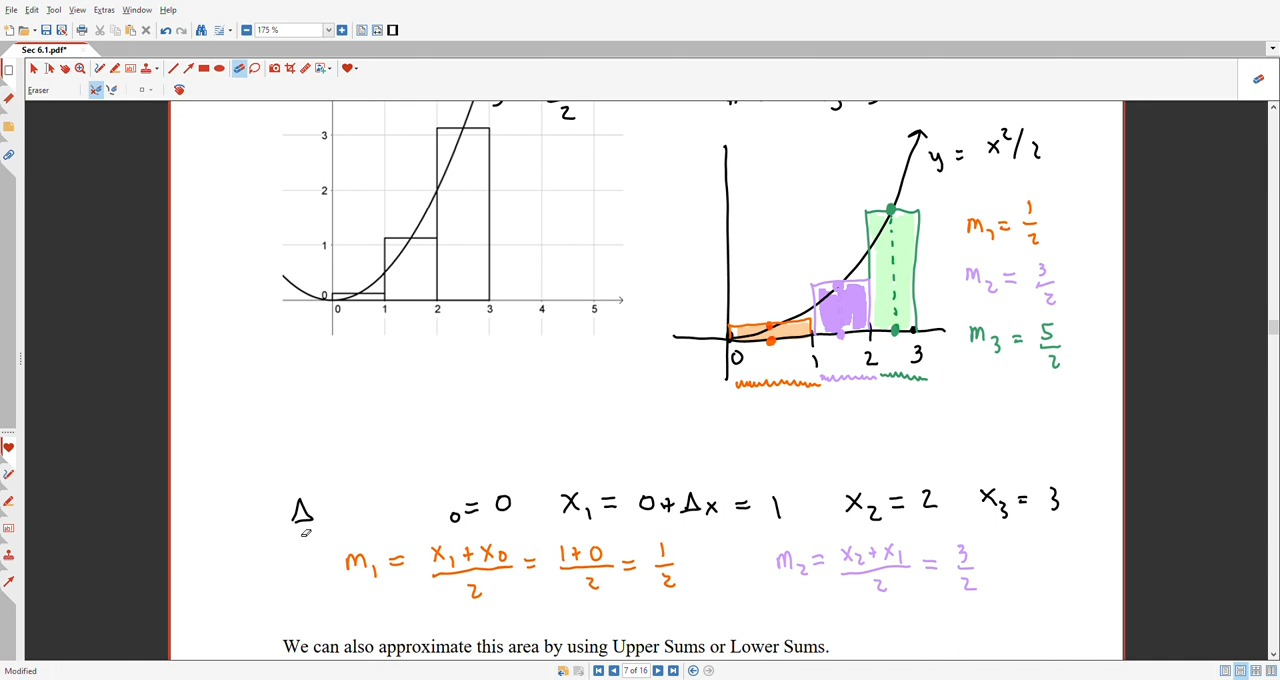 File Edit Tool View Extras Window Help
175 %
Sec 6.1.pdf*
Eraser
2
y = x²/2
3
2
1
0
0 1 2 3 4 5
0 1 2 3
m₁ = 1/2
m₂ = 3/2
m₃ = 5/2
Δ ₀ = 0 x₁ = 0 + Δx = 1 x₂ = 2 x₃ = 3
m₁ = (x₁ + x₀)/2 = (1 + 0)/2 = 1/2 m₂ = (x₂ + x₁)/2 = 3/2
We can also approximate this area by using Upper Sums or Lower Sums.
Modified
7 of 16